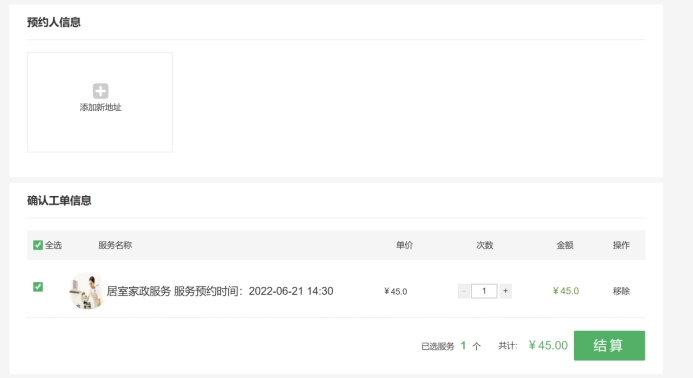 预约人信息
添加新地址
确认工单信息
全选 服务名称 单价 次数 金额 操作
居室家政服务 服务预约时间：2022-06-21 14:30 ¥45.0 - 1 + ¥45.0 移除
已选服务 1 个 共计: ¥45.00 结算